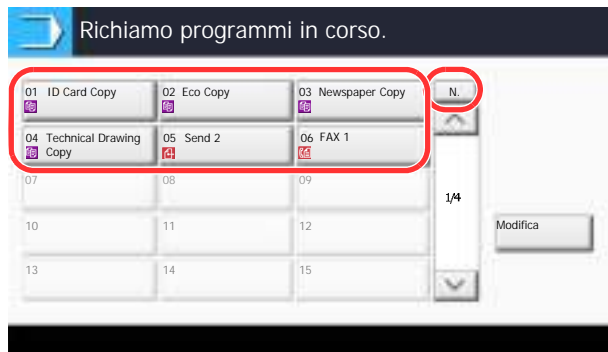 Richiamo programmi in corso.
01 ID Card Copy
02 Eco Copy
03 Newspaper Copy
N.
04 Technical Drawing
Copy
05 Send 2
06 FAX 1
07
08
09
1/4
10
11
12
Modifica
13
14
15